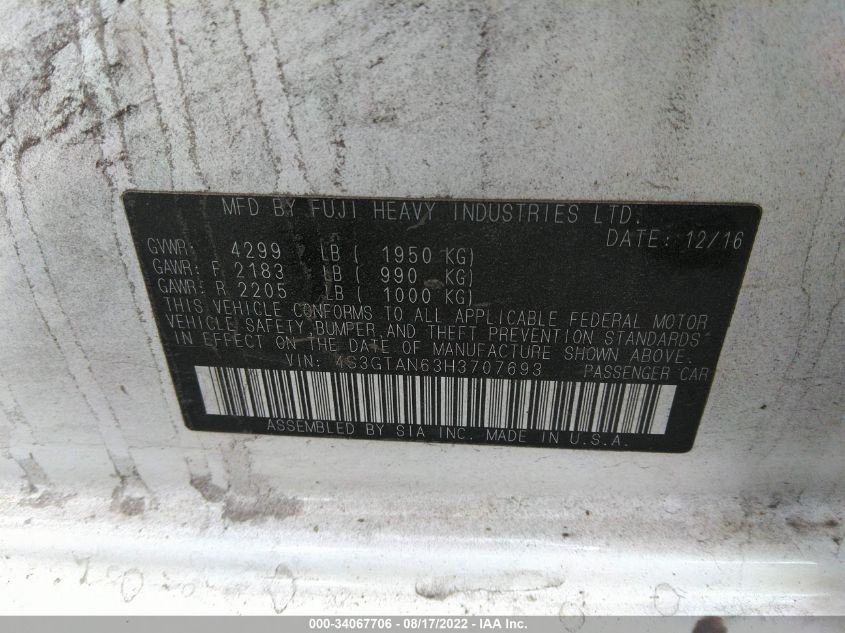 MFD BY FUJI HEAVY INDUSTRIES LTD.
DATE: 12/16
GVWR: 4299 LB ( 1950 KG)
GAWR: F 2183 LB ( 990 KG)
GAWR: R 2205 LB ( 1000 KG)
THIS VEHICLE CONFORMS TO ALL APPLICABLE FEDERAL MOTOR
VEHICLE SAFETY, BUMPER, AND THEFT PREVENTION STANDARDS
IN EFFECT ON THE DATE OF MANUFACTURE SHOWN ABOVE.
VIN: 4S3GTAN63H3707693 PASSENGER CAR
ASSEMBLED BY SIA INC. MADE IN U.S.A.
000-34067706 - 08/17/2022 - IAA Inc.